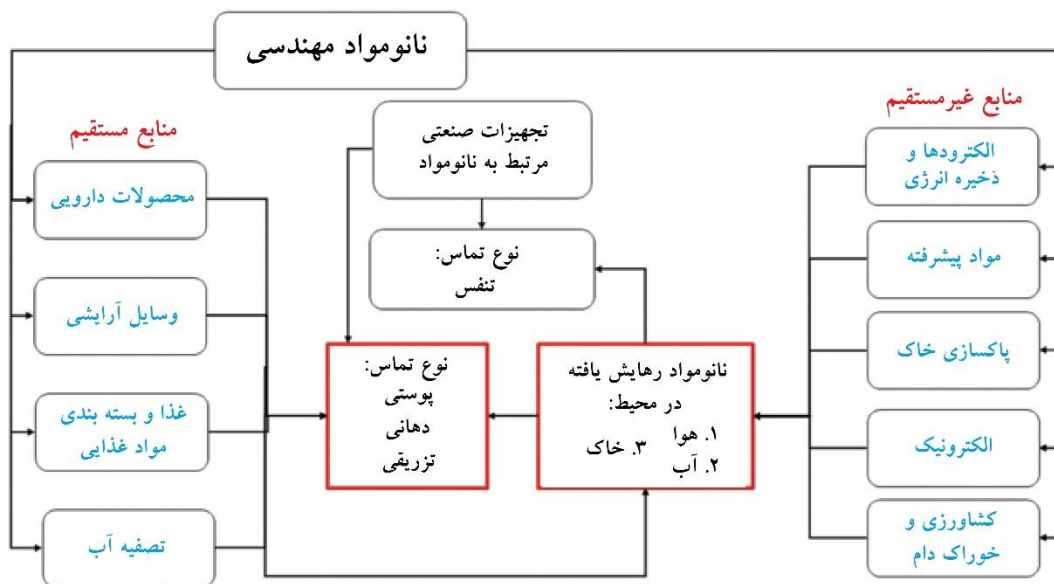 نانومواد مهندسی
منابع غیرمستقیم
الکترودها و
ذخیره انرژی
مواد پیشرفته
پاکسازی خاک
الکترونیک
کشاورزی و
خوراک دام
تجهیزات صنعتی
مرتبط به نانومواد
نوع تماس:
تنفس
نانومواد رهایش یافته
در محیط:
۱. هوا
۲. آب
۳. خاک
نوع تماس:
پوستی
دهانی
تزریقی
منابع مستقیم
محصولات دارویی
وسایل آرایشی
غذا و بسته بندی
مواد غذایی
تصفیه آب